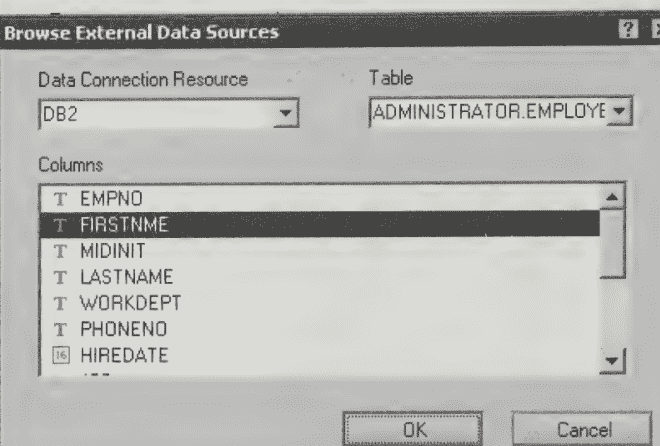 Browse External Data Sources ?
Data Connection Resource Table
DB2 ADMINISTRATOR.EMPLOYE
Columns
T EMPNO
T FIRSTNME
T MIDINIT
T LASTNAME
T WORKDEPT
T PHONENO
16 HIREDATE
OK Cancel